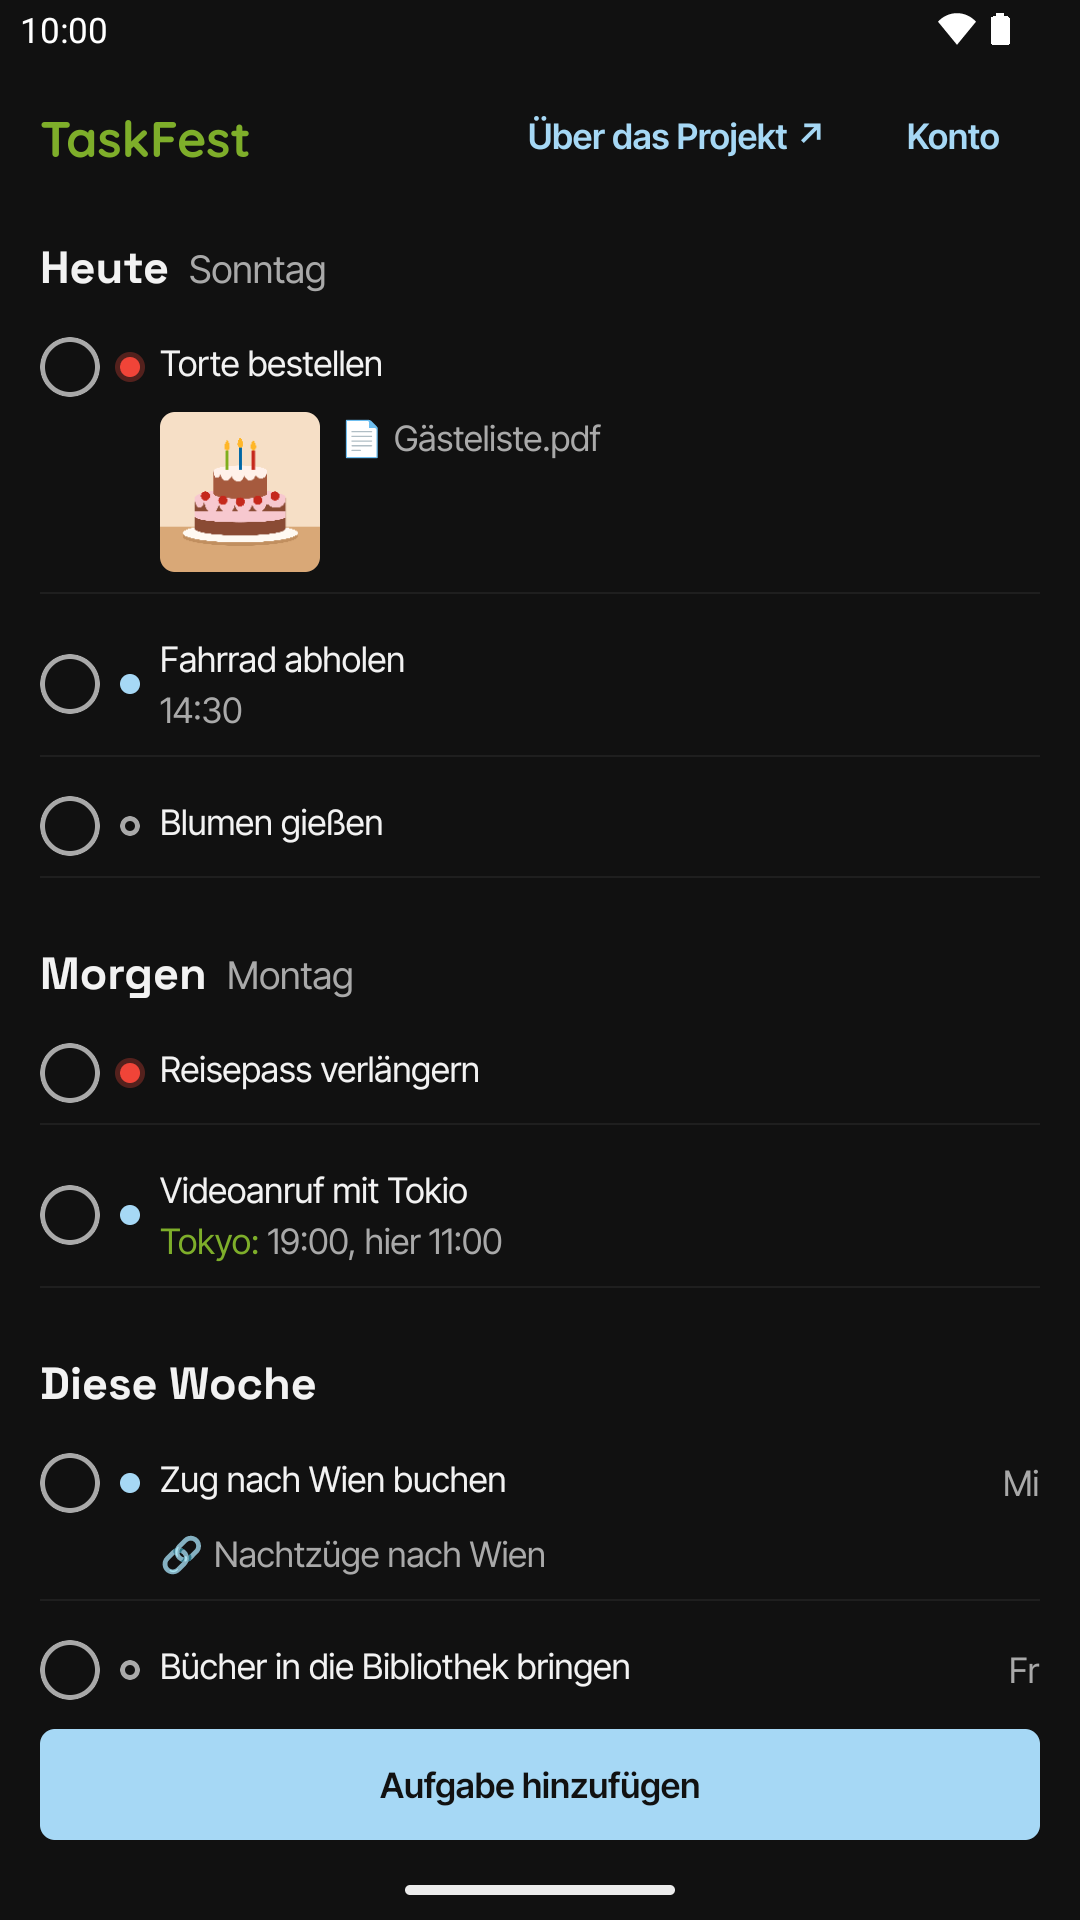 10:00
TaskFest
Über das Projekt ↗
Konto
Heute Sonntag
Torte bestellen
Gästeliste.pdf
Fahrrad abholen
14:30
Blumen gießen
Morgen Montag
Reisepass verlängern
Videoanruf mit Tokio
Tokyo: 19:00, hier 11:00
Diese Woche
Zug nach Wien buchen
Mi
Nachtzüge nach Wien
Bücher in die Bibliothek bringen
Fr
Aufgabe hinzufügen